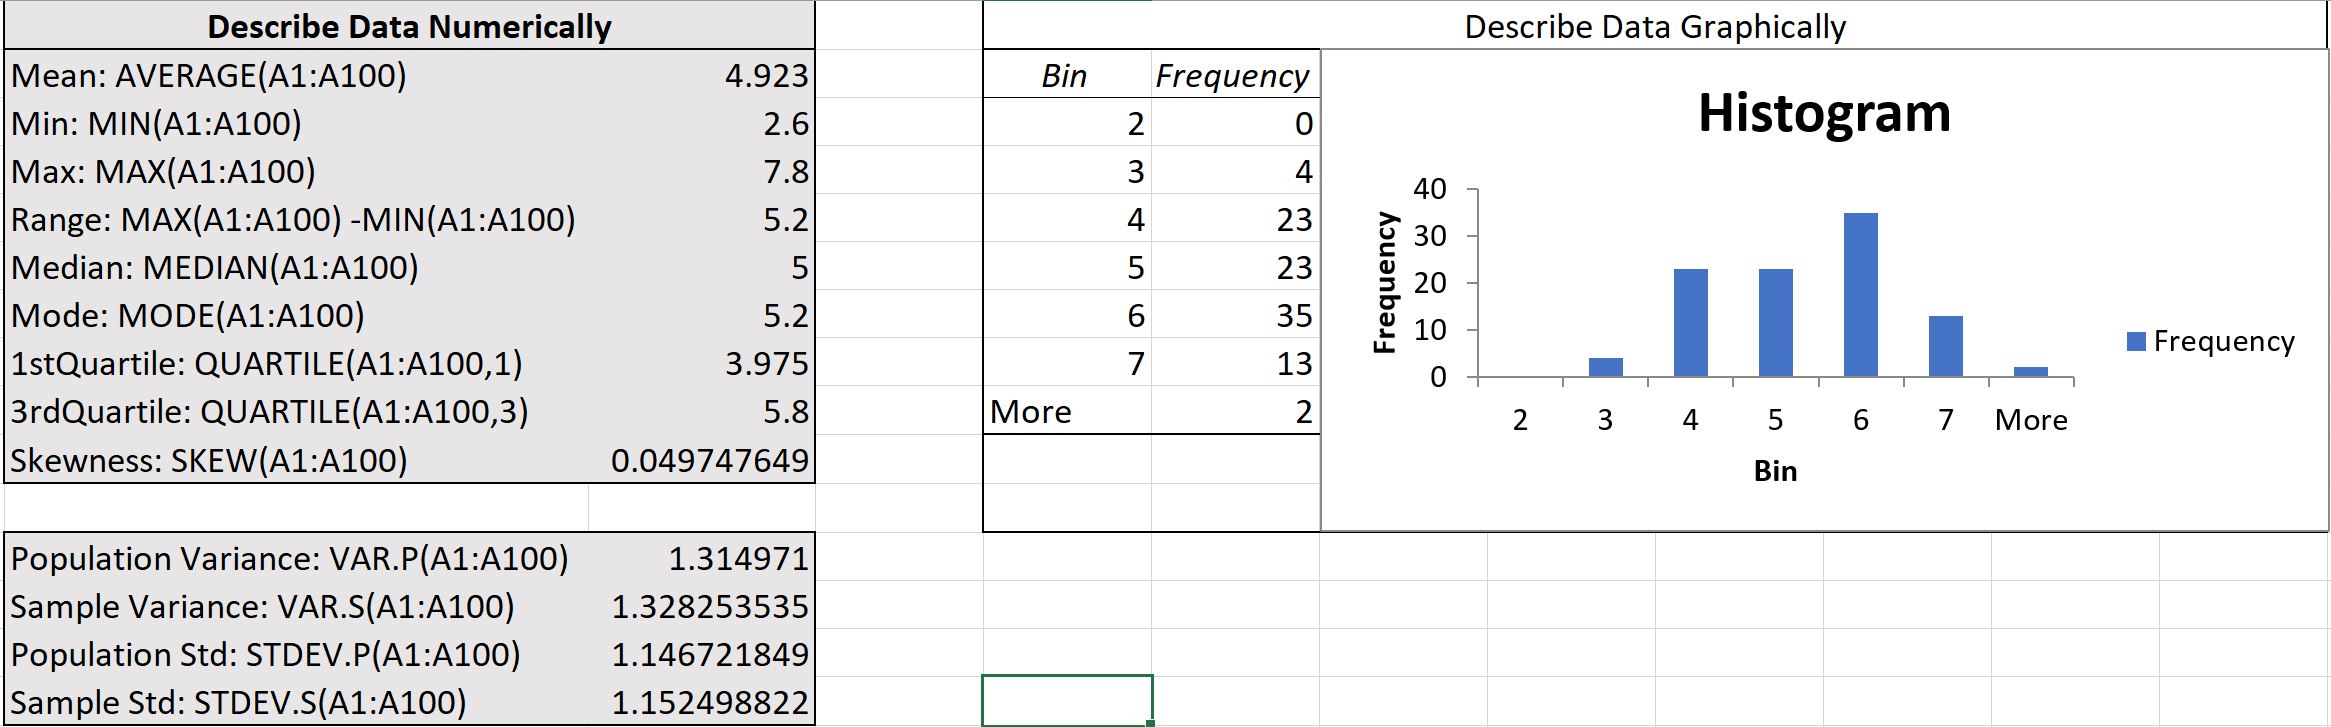 Describe Data Numerically
Mean: AVERAGE(A1:A100) 4.923
Min: MIN(A1:A100) 2.6
Max: MAX(A1:A100) 7.8
Range: MAX(A1:A100) -MIN(A1:A100) 5.2
Median: MEDIAN(A1:A100) 5
Mode: MODE(A1:A100) 5.2
1stQuartile: QUARTILE(A1:A100,1) 3.975
3rdQuartile: QUARTILE(A1:A100,3) 5.8
Skewness: SKEW(A1:A100) 0.049747649
Population Variance: VAR.P(A1:A100) 1.314971
Sample Variance: VAR.S(A1:A100) 1.328253535
Population Std: STDEV.P(A1:A100) 1.146721849
Sample Std: STDEV.S(A1:A100) 1.152498822
Describe Data Graphically
Bin Frequency
2 0
3 4
4 23
5 23
6 35
7 13
More 2
Histogram
Frequency
40
30
20
10
0
2 3 4 5 6 7 More
Bin
Frequency